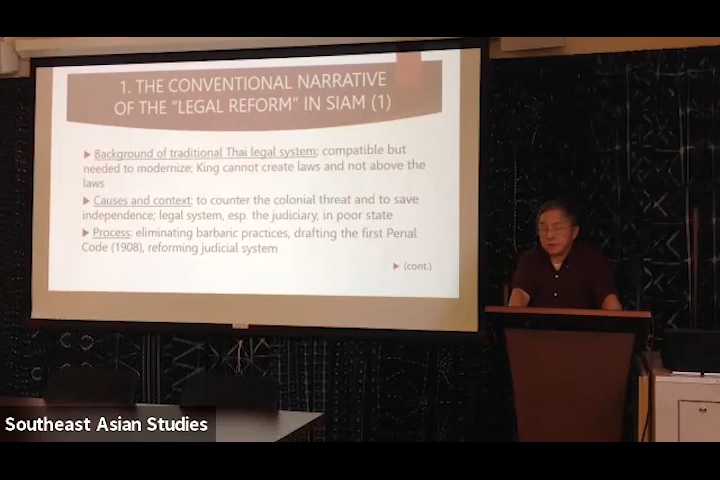 1. THE CONVENTIONAL NARRATIVE
OF THE “LEGAL REFORM” IN SIAM (1)
▶ Background of traditional Thai legal system: compatible but
needed to modernize; King cannot create laws and not above the
laws
▶ Causes and context: to counter the colonial threat and to save
independence; legal system, esp. the judiciary, in poor state
▶ Process: eliminating barbaric practices, drafting the first Penal
Code (1908), reforming judicial system
▶ (cont.)
Southeast Asian Studies